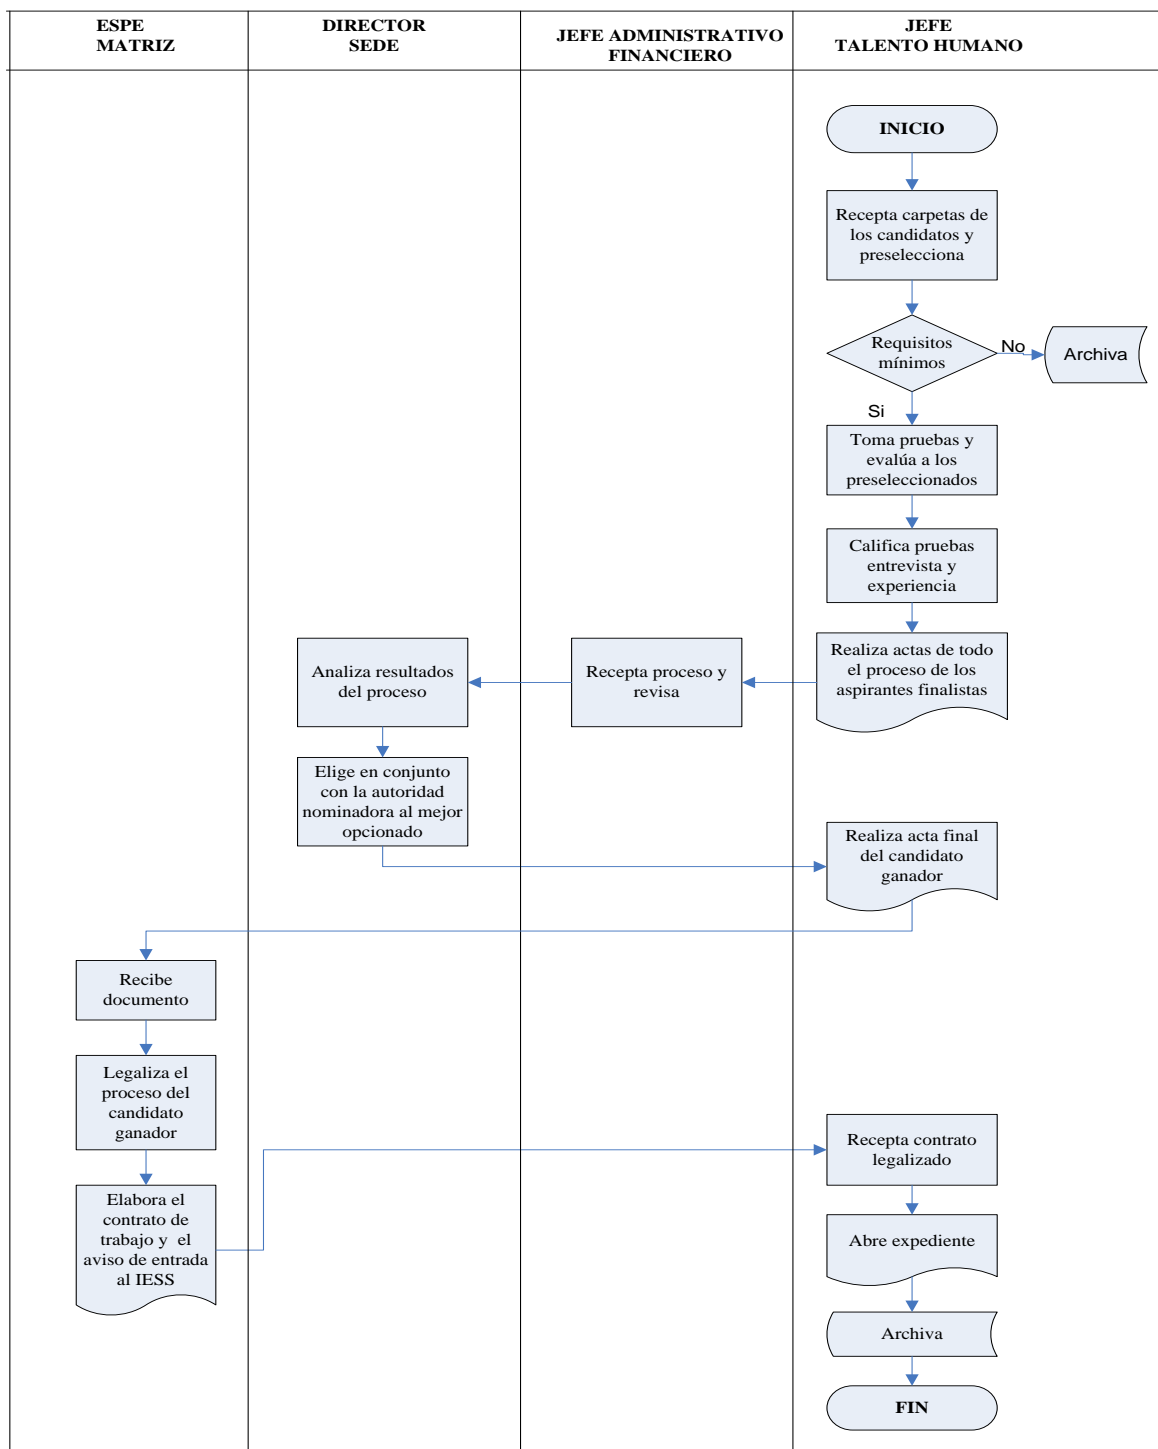 ESPE
MATRIZ
DIRECTOR
SEDE
JEFE ADMINISTRATIVO
FINANCIERO
JEFE
TALENTO HUMANO
INICIO
Recepta carpetas de
los candidatos y
preselecciona
Requisitos
mínimos
No
Archiva
Si
Toma pruebas y
evalúa a los
preseleccionados
Califica pruebas
entrevista y
experiencia
Realiza actas de todo
el proceso de los
aspirantes finalistas
Recepta proceso y
revisa
Analiza resultados
del proceso
Elige en conjunto
con la autoridad
nominadora al mejor
opcionado
Realiza acta final
del candidato
ganador
Recibe
documento
Legaliza el
proceso del
candidato
ganador
Elabora el
contrato de
trabajo y  el
aviso de entrada
al IESS
Recepta contrato
legalizado
Abre expediente
Archiva
FIN